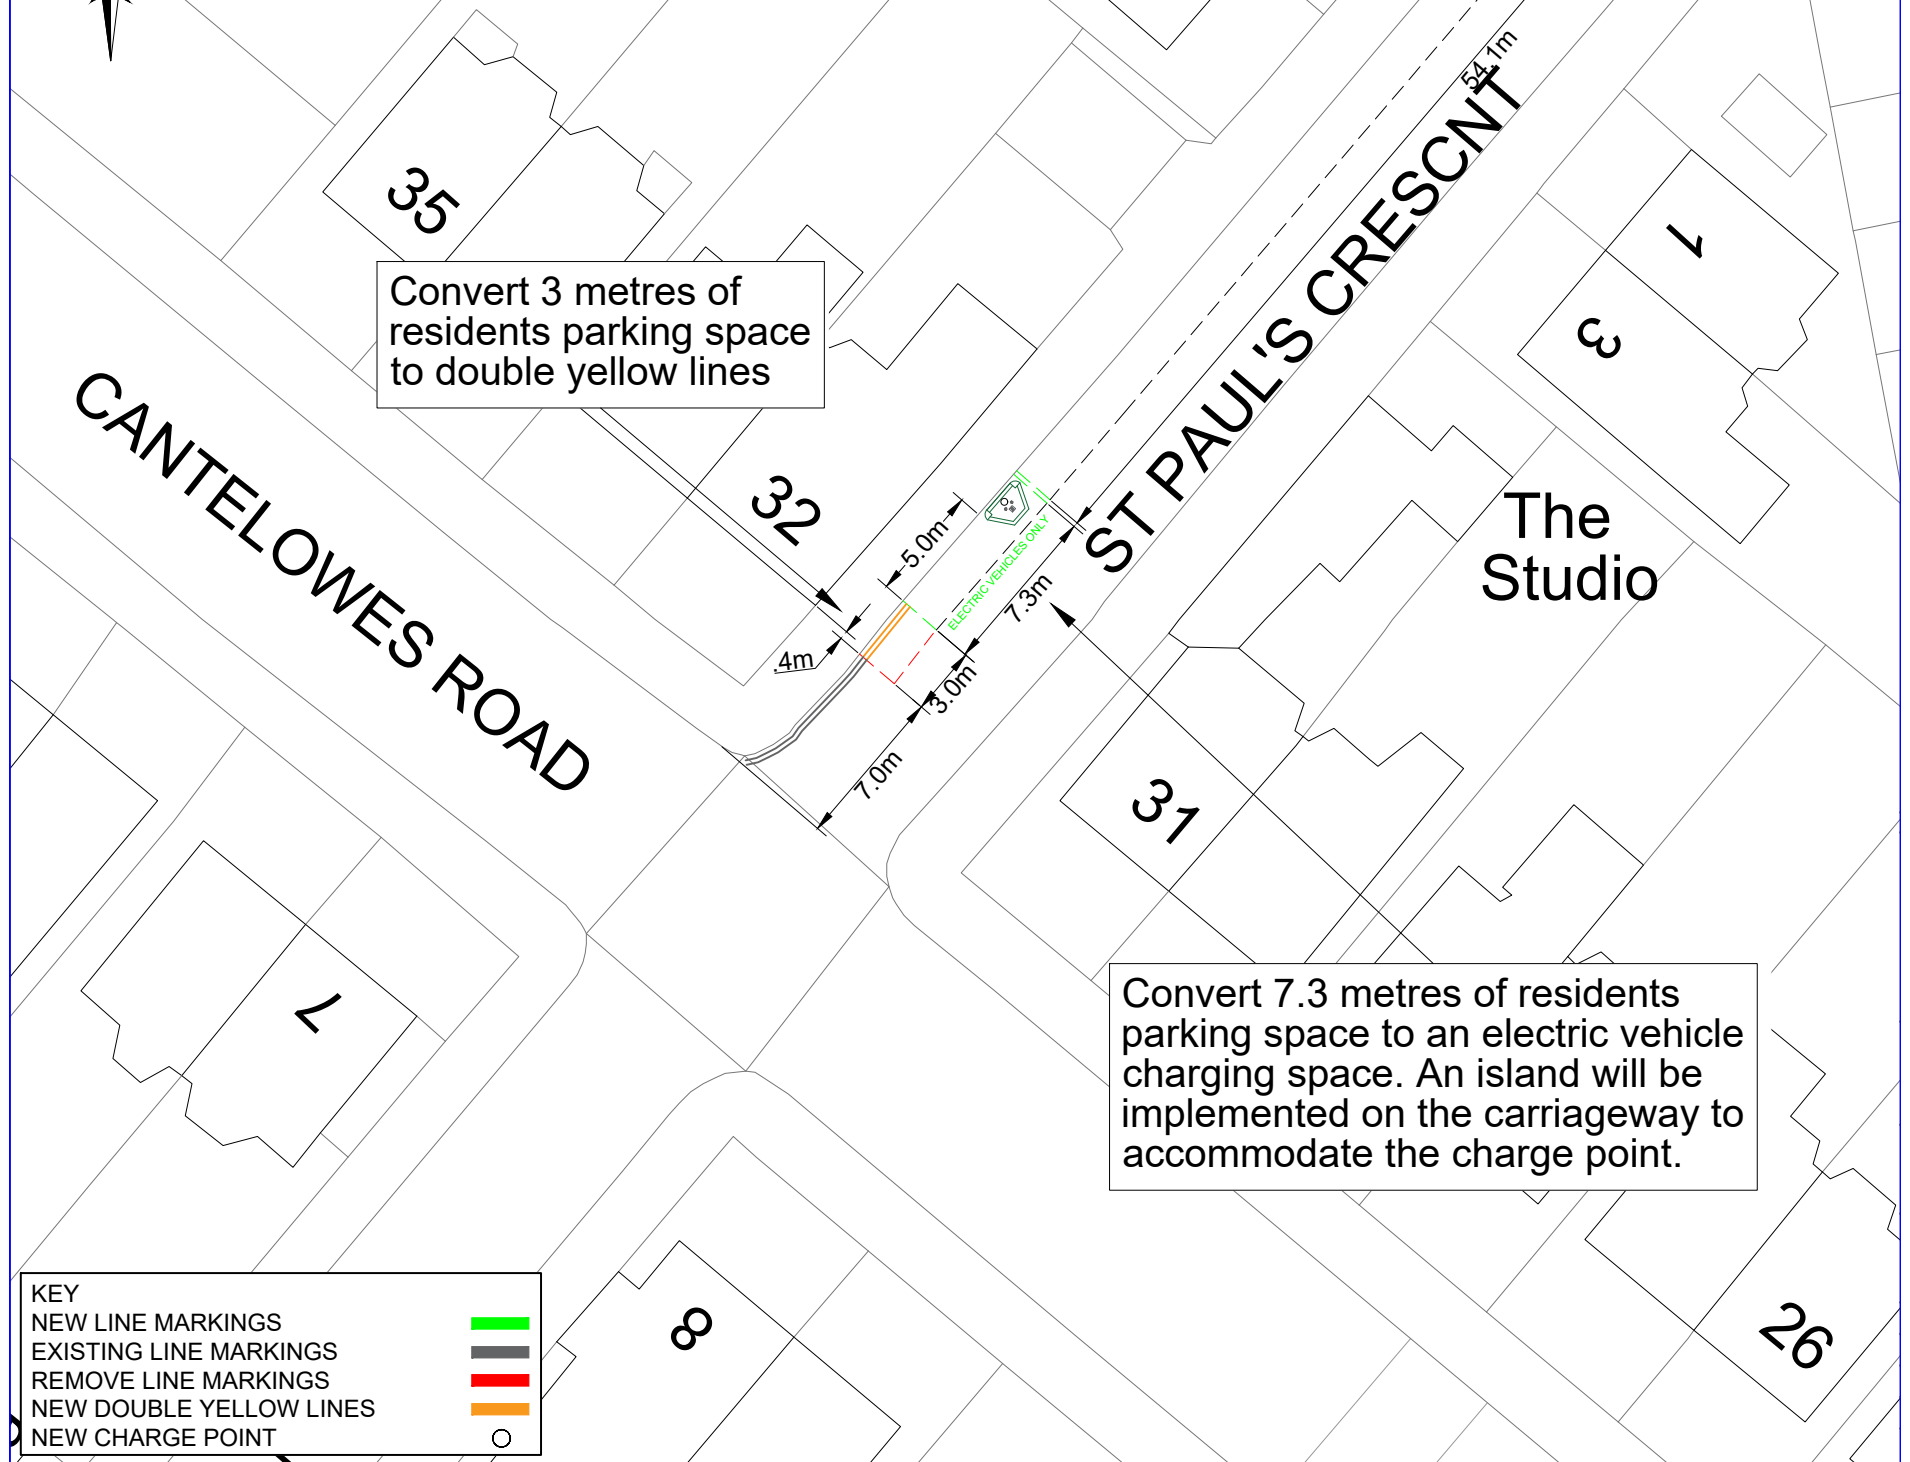 54.1m
ST PAUL'S CRESCNT
35
1
3
Convert 3 metres of
residents parking space
to double yellow lines
CANTELOWES ROAD
32
The
Studio
5.0m
ELECTRIC VEHICLES ONLY
7.3m
.4m
3.0m
7.0m
31
7
Convert 7.3 metres of residents
parking space to an electric vehicle
charging space. An island will be
implemented on the carriageway to
accommodate the charge point.
8
26
KEY
NEW LINE MARKINGS
EXISTING LINE MARKINGS
REMOVE LINE MARKINGS
NEW DOUBLE YELLOW LINES
NEW CHARGE POINT